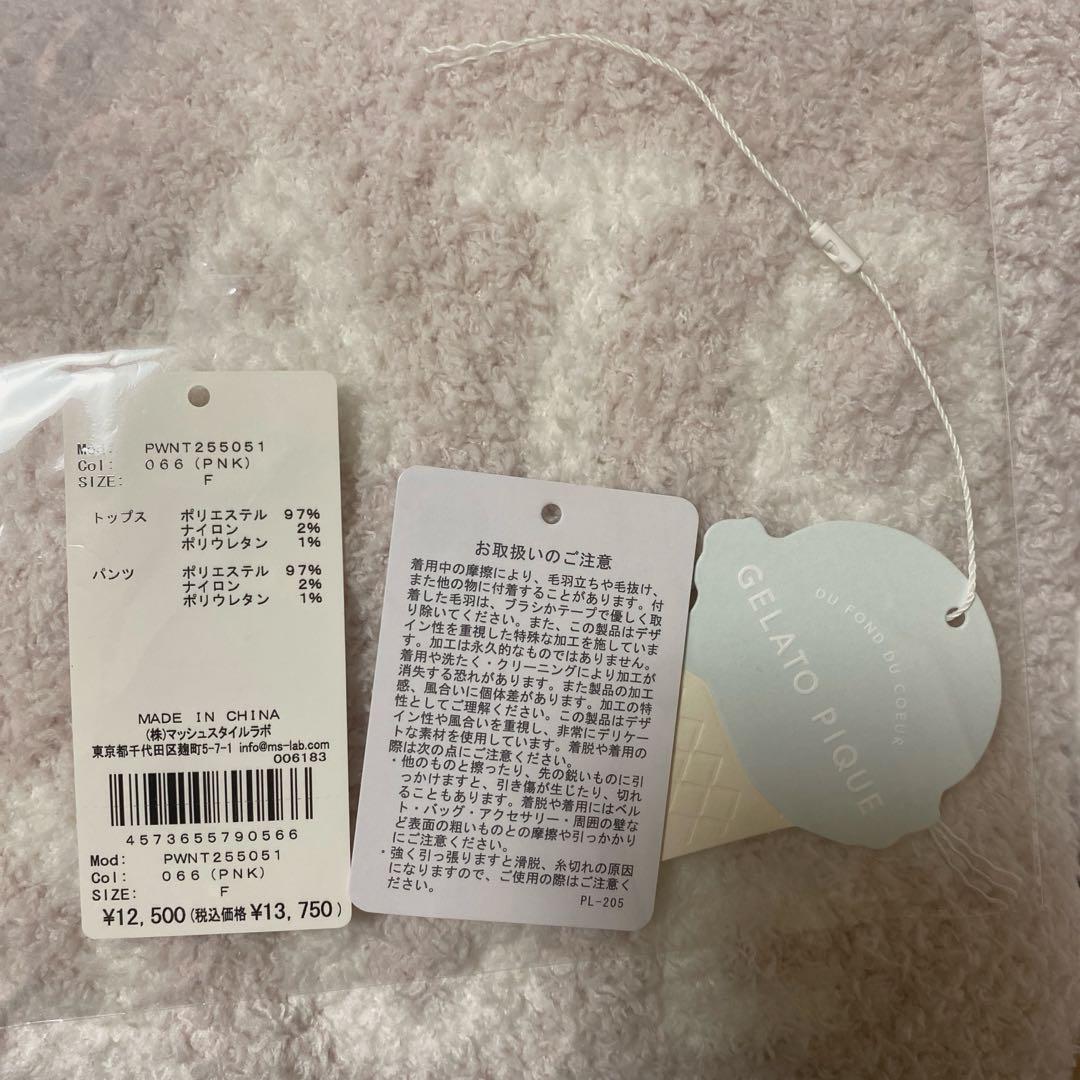 Mod: PWNT255051
Col: 066(PNK)
SIZE: F
トップス ポリエステル 97%
ナイロン 2%
ポリウレタン 1%
パンツ ポリエステル 97%
ナイロン 2%
ポリウレタン 1%
MADE IN CHINA
(株)マッシュスタイルラボ
東京都千代田区麹町5-7-1 info@ms-lab.com
006183
4573655790566
Mod: PWNT255051
Col: 066(PNK)
SIZE: F
¥12,500(税込価格¥13,750)
お取扱いのご注意
着用中の摩擦により、毛羽立ちや毛抜け、
また他の物に付着することがあります。付
着した毛羽は、ブラシかテープで優しく取
り除いてください。また、この製品はデザ
イン性を重視した特殊な加工を施していま
す。加工は永久的なものではありません。
着用や洗たく・クリーニングにより加工が
消失する恐れがあります。また製品の加工
感、風合いに個体差があります。加工の特
性としてご理解ください。この製品はデザ
イン性や風合いを重視し、非常にデリケー
トな素材を使用しています。着脱や着用の
際は次の点にご注意ください。
・他のものと擦ったり、先の鋭いものに引
っかけますと、引き傷が生じたり、切れ
ることもあります。着脱や着用にはベル
ト・バッグ・アクセサリー・周囲の壁な
ど表面の粗いものとの摩擦や引っかかり
にご注意ください。
・強く引っ張りますと滑脱、糸切れの原因
になりますので、ご使用の際はご注意く
ださい。
PL-205
DU FOND DU COEUR
GELATO PIQUE